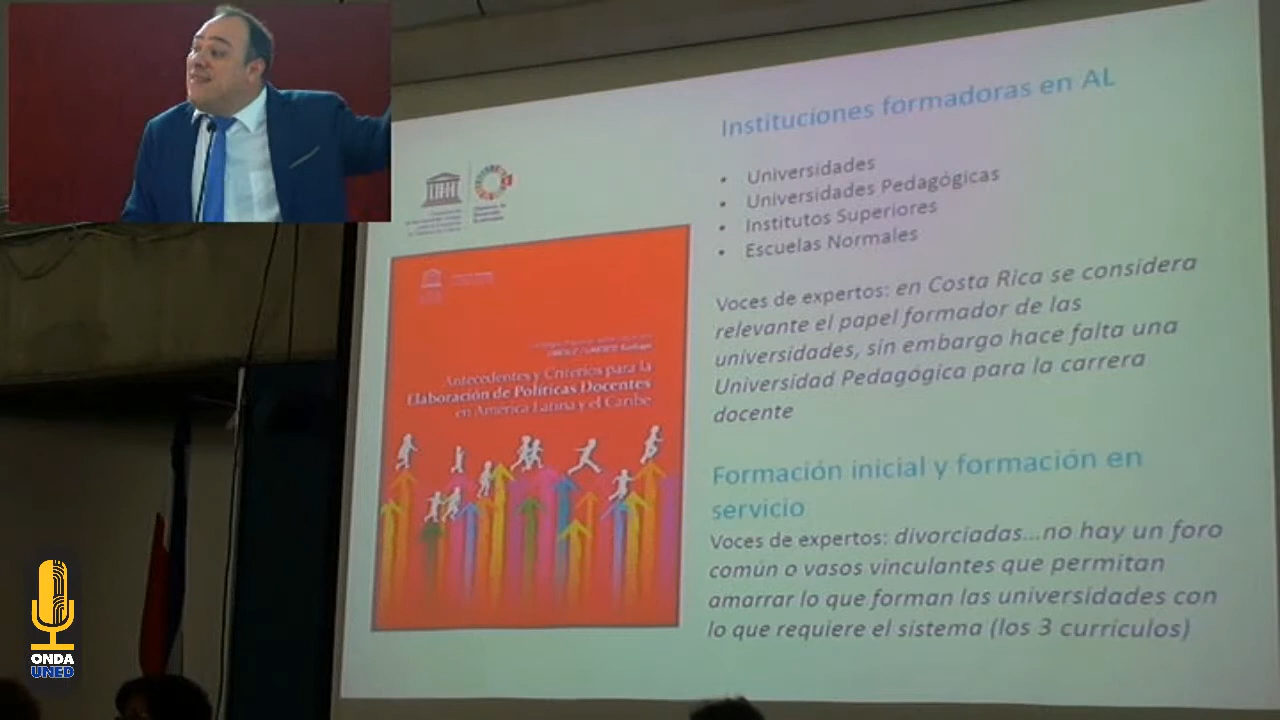 Instituciones formadoras en AL
• Universidades
• Universidades Pedagógicas
• Institutos Superiores
• Escuelas Normales
Voces de expertos: en Costa Rica se considera
relevante el papel formador de las
universidades, sin embargo hace falta una
Universidad Pedagógica para la carrera
docente
Formación inicial y formación en
servicio
Voces de expertos: divorciadas...no hay un foro
común o vasos vinculantes que permitan
amarrar lo que forman las universidades con
lo que requiere el sistema (los 3 currículos)
Antecedentes y Criterios para la
Elaboración de Políticas Docentes
en América Latina y el Caribe
ONDA
UNED